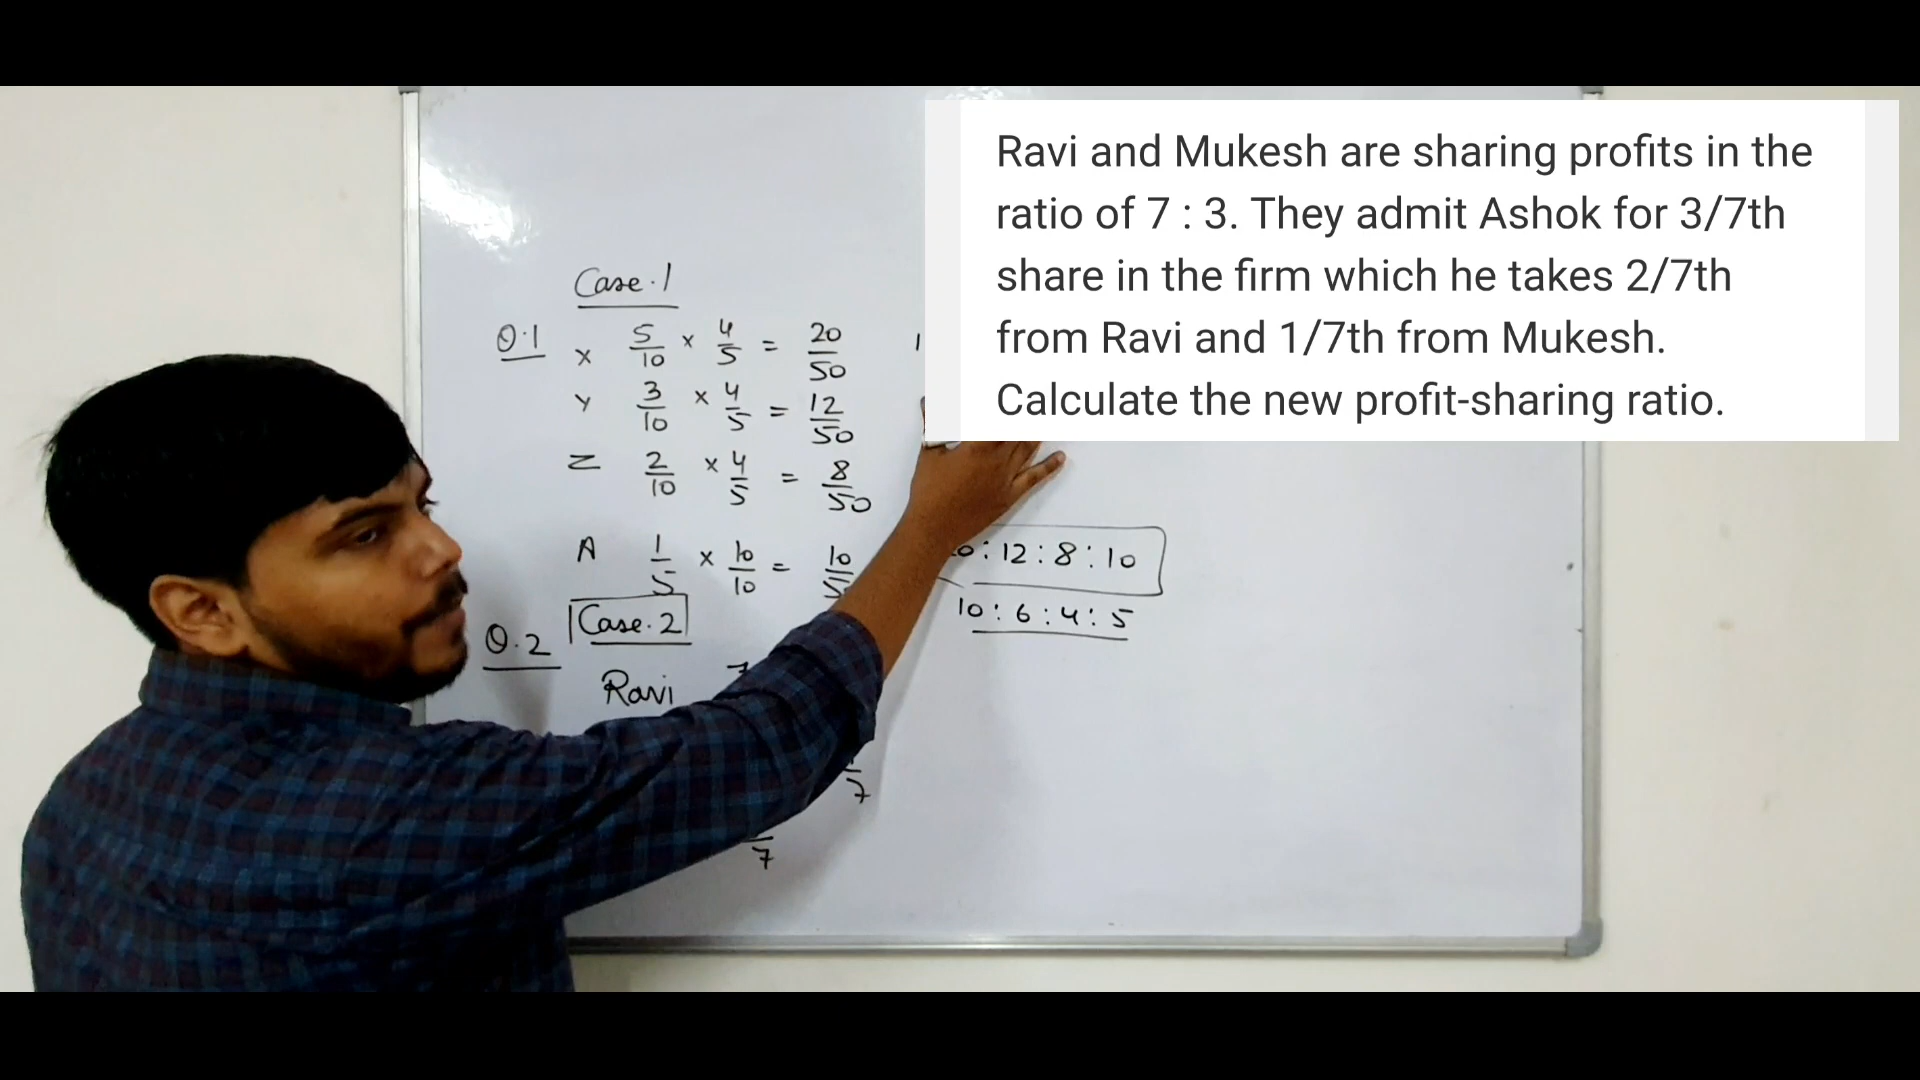 Ravi and Mukesh are sharing profits in the
ratio of 7 : 3. They admit Ashok for 3/7th
share in the firm which he takes 2/7th
from Ravi and 1/7th from Mukesh.
Calculate the new profit-sharing ratio.
Case.1
Q.1
X 5/10 × 4/5 = 20/50
Y 3/10 × 4/5 = 12/50
Z 2/10 × 4/5 = 8/50
A 1/5 × 10/10 = 10/
: 12 : 8 : 10
10 : 6 : 4 : 5
Q.2 Case.2
Ravi 7
7
7